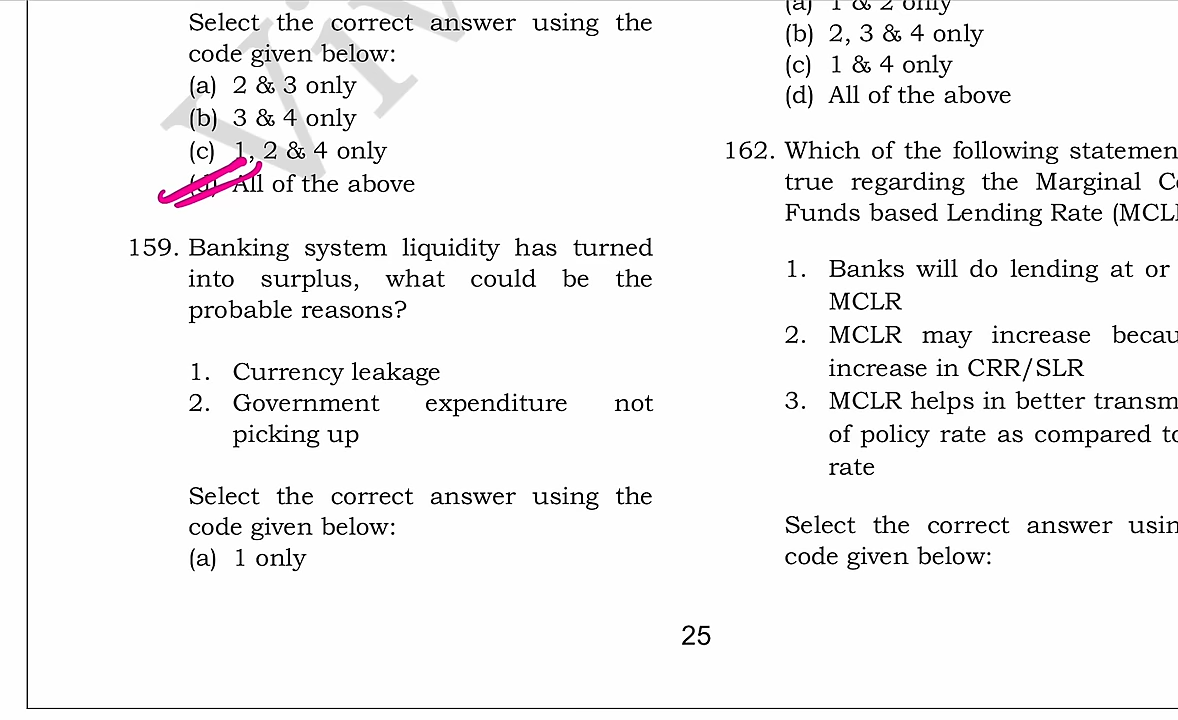 Select the correct answer using the
code given below:
(a) 2 & 3 only
(b) 3 & 4 only
(c) 1, 2 & 4 only
(d) All of the above
159. Banking system liquidity has turned
into surplus, what could be the
probable reasons?
1. Currency leakage
2. Government expenditure not
picking up
Select the correct answer using the
code given below:
(a) 1 only
(a) 1 & 2 only
(b) 2, 3 & 4 only
(c) 1 & 4 only
(d) All of the above
162. Which of the following
true regarding the Marginal
Funds based Lending Rate
1. Banks will do lending at or
MCLR
2. MCLR may increase
increase in CRR/SLR
3. MCLR helps in better
of policy rate as compared
rate
Select the correct answer
code given below:
25